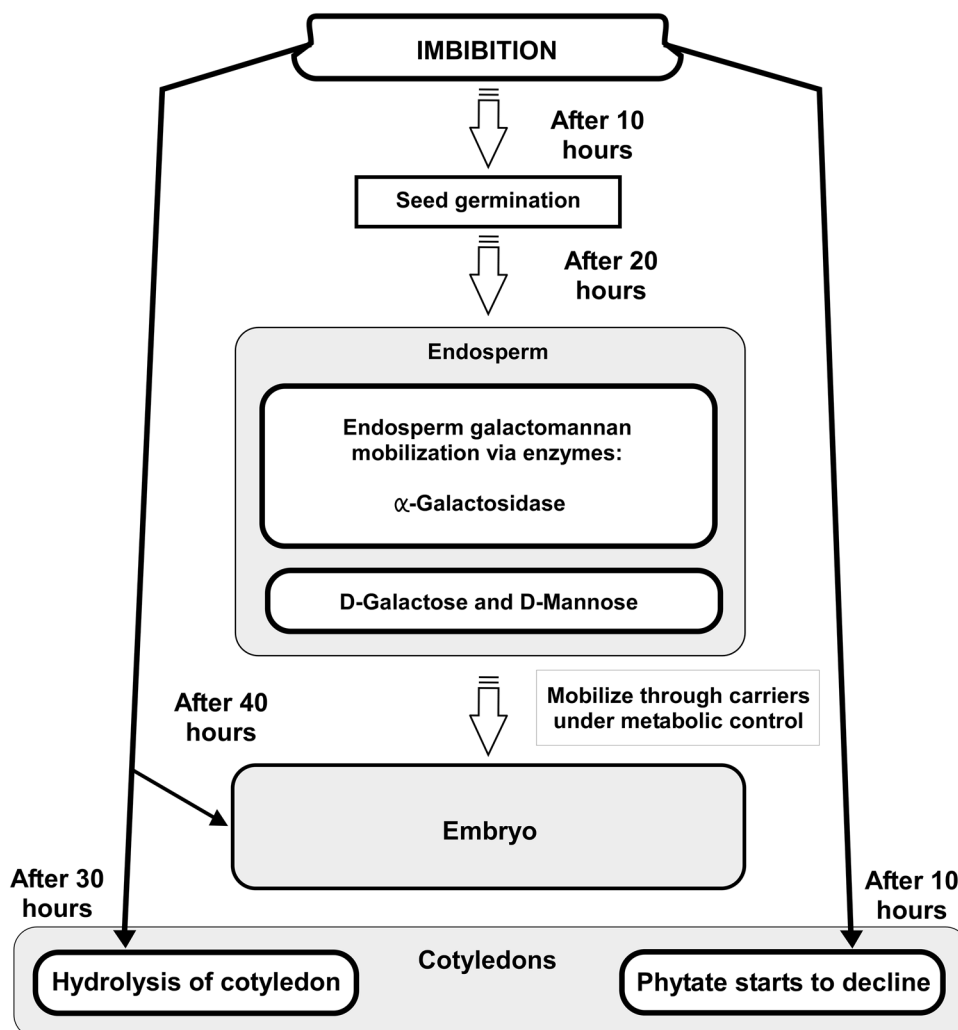 IMBIBITION
After 10
hours
Seed germination
After 20
hours
Endosperm
Endosperm galactomannan
mobilization via enzymes:
α-Galactosidase
D-Galactose and D-Mannose
Mobilize through carriers
under metabolic control
After 40
hours
Embryo
After 30
hours
After 10
hours
Cotyledons
Hydrolysis of cotyledon
Phytate starts to decline